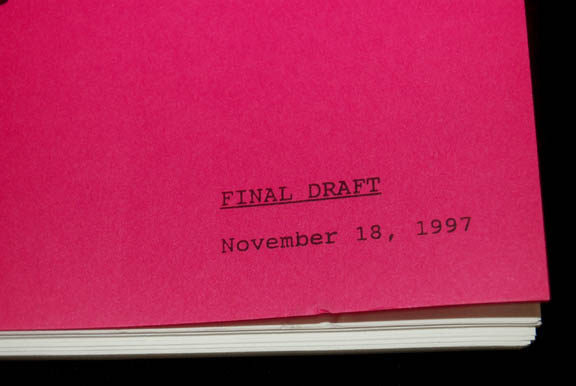 FINAL DRAFT
November 18, 1997